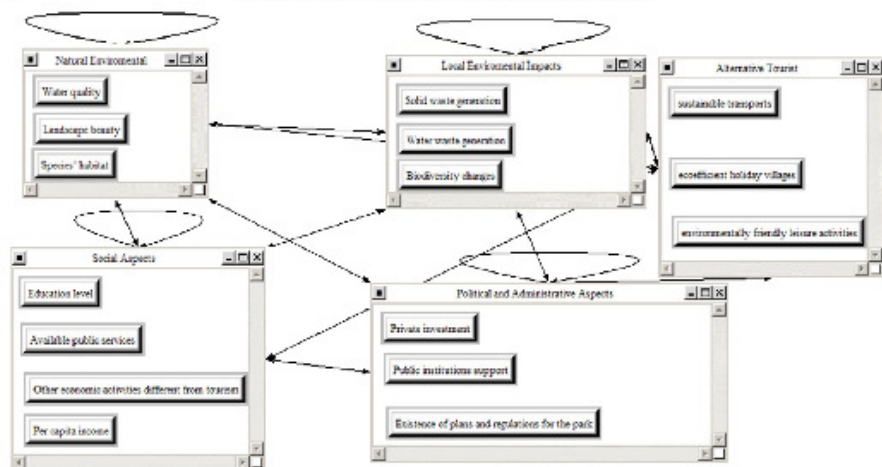 Natural Enviromental
Water quality
Landscape beauty
Species' habitat
Local Enviromental Impacts
Solid waste generation
Water waste generation
Biodiversity changes
Alternative Tourist
sustainable transports
ecoefficient holiday villages
environmentally friendly leisure activities
Social Aspects
Education level
Available public services
Other economic activities different from tourism
Per capita income
Political and Administrative Aspects
Private investment
Public institutions support
Existence of plans and regulations for the park